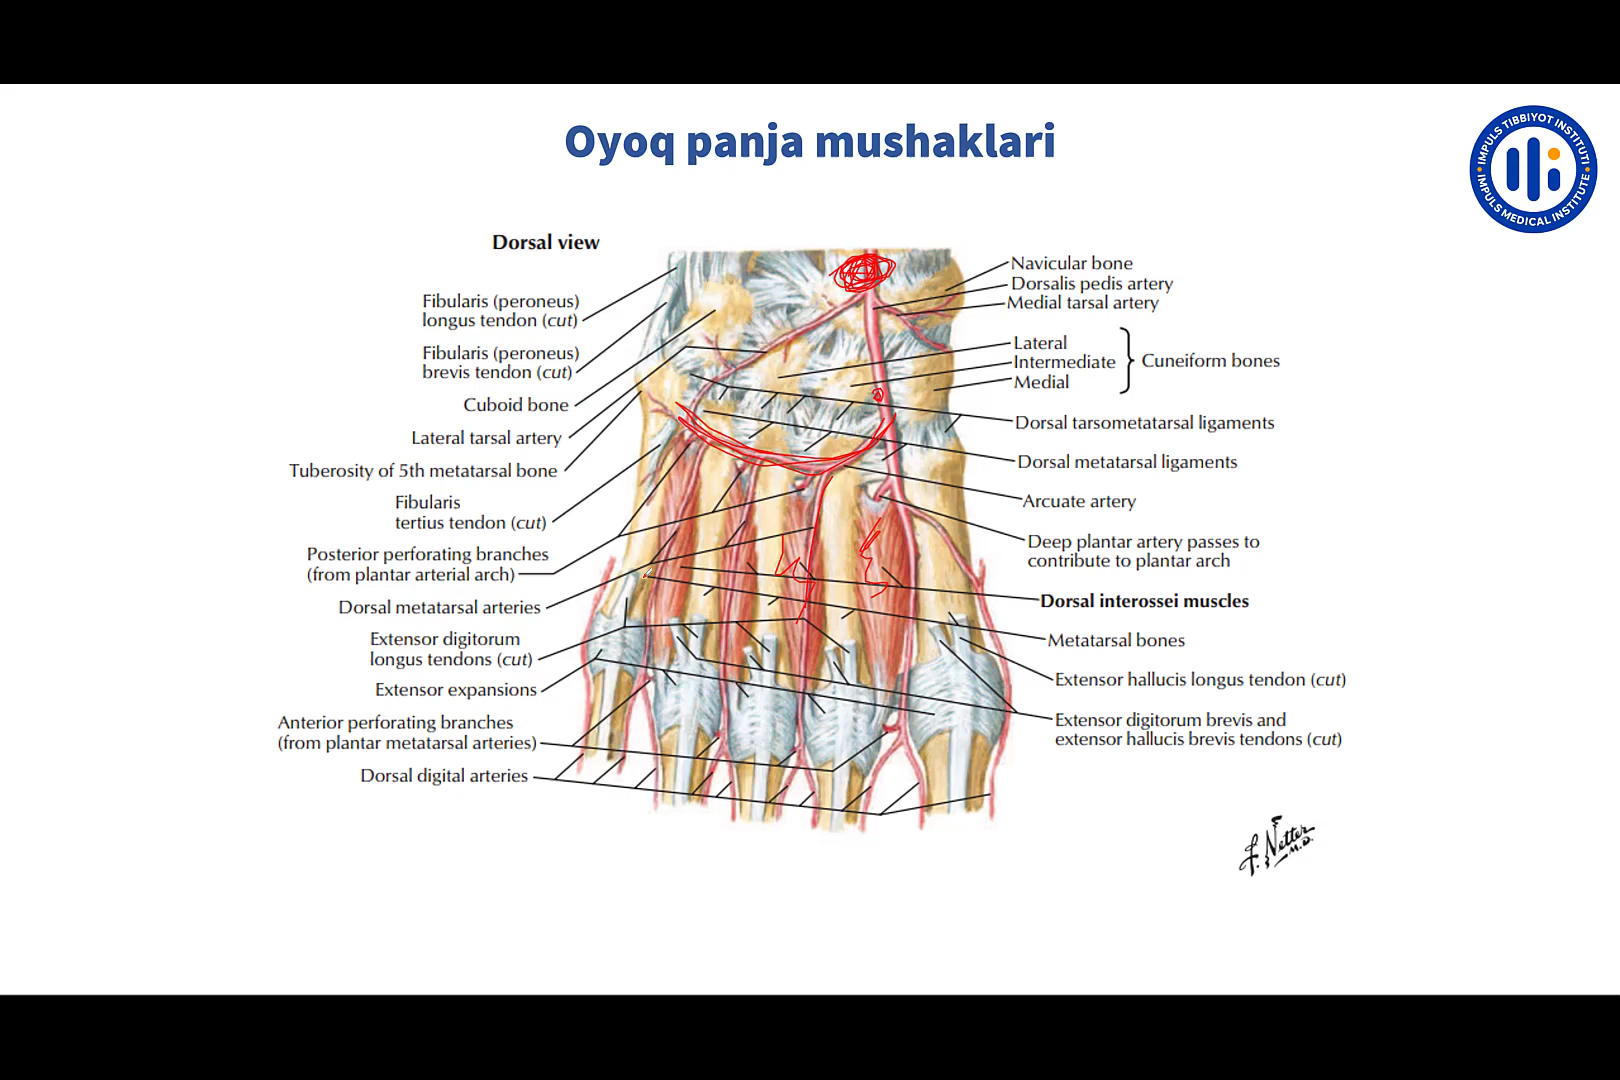 Oyoq panja mushaklari
IMPULS TIBBIYOT INSTITUTI
IMPULS MEDICAL INSTITUTE
Dorsal view
Fibularis (peroneus)
longus tendon (cut)
Fibularis (peroneus)
brevis tendon (cut)
Cuboid bone
Lateral tarsal artery
Tuberosity of 5th metatarsal bone
Fibularis
tertius tendon (cut)
Posterior perforating branches
(from plantar arterial arch)
Dorsal metatarsal arteries
Extensor digitorum
longus tendons (cut)
Extensor expansions
Anterior perforating branches
(from plantar metatarsal arteries)
Dorsal digital arteries
Navicular bone
Dorsalis pedis artery
Medial tarsal artery
Lateral
Intermediate
Medial
Cuneiform bones
Dorsal tarsometatarsal ligaments
Dorsal metatarsal ligaments
Arcuate artery
Deep plantar artery passes to
contribute to plantar arch
Dorsal interossei muscles
Metatarsal bones
Extensor hallucis longus tendon (cut)
Extensor digitorum brevis and
extensor hallucis brevis tendons (cut)
F. Netter
M.D.